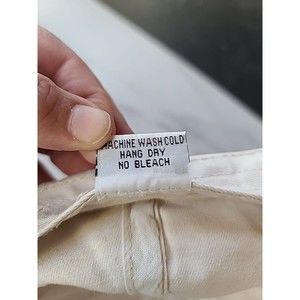 MACHINE WASH COLD
HANG DRY
NO BLEACH